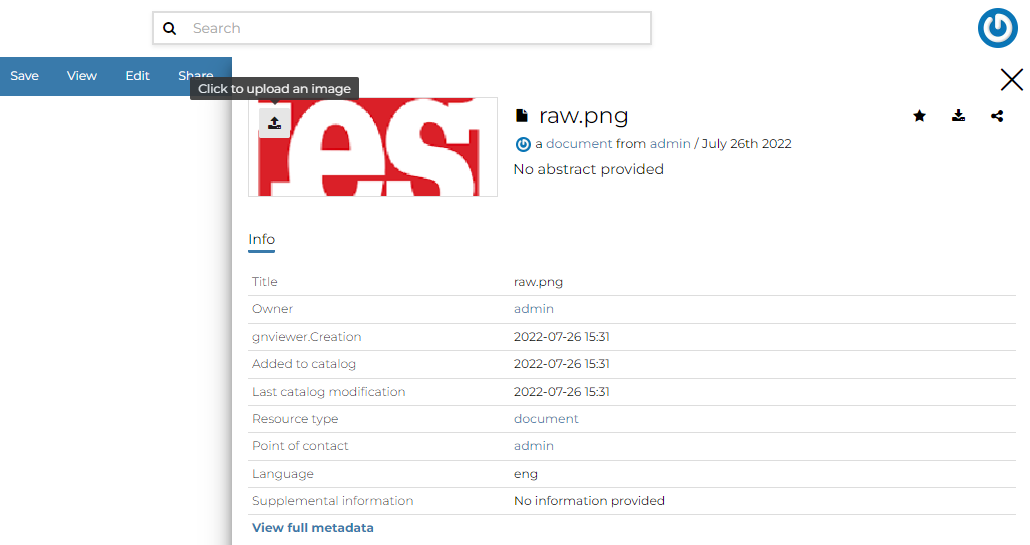 Search
Save View Edit Share
Click to upload an image
es
raw.png
a document from admin / July 26th 2022
No abstract provided
Info
Title raw.png
Owner admin
gnviewer.Creation 2022-07-26 15:31
Added to catalog 2022-07-26 15:31
Last catalog modification 2022-07-26 15:31
Resource type document
Point of contact admin
Language eng
Supplemental information No information provided
View full metadata